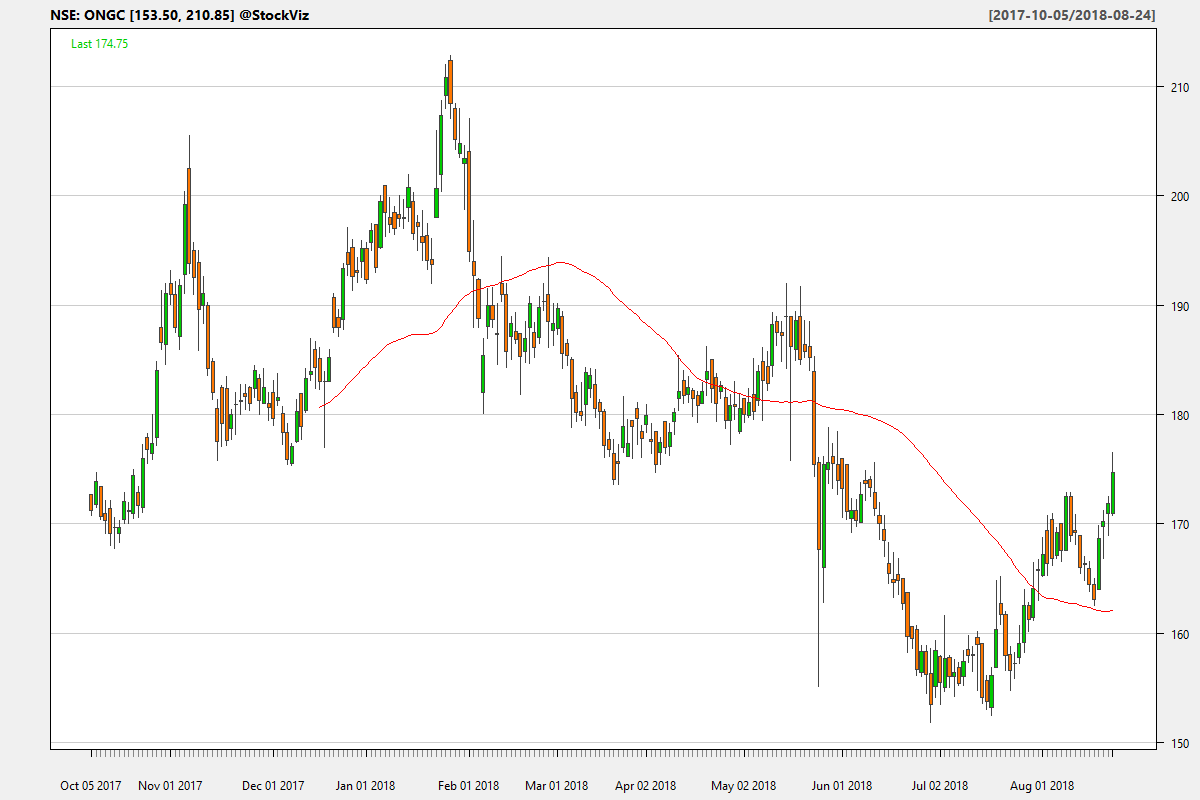 NSE: ONGC [153.50, 210.85] @StockViz
[2017-10-05/2018-08-24]
Last 174.75
210
200
190
180
170
160
150
Oct 05 2017
Nov 01 2017
Dec 01 2017
Jan 01 2018
Feb 01 2018
Mar 01 2018
Apr 02 2018
May 02 2018
Jun 01 2018
Jul 02 2018
Aug 01 2018